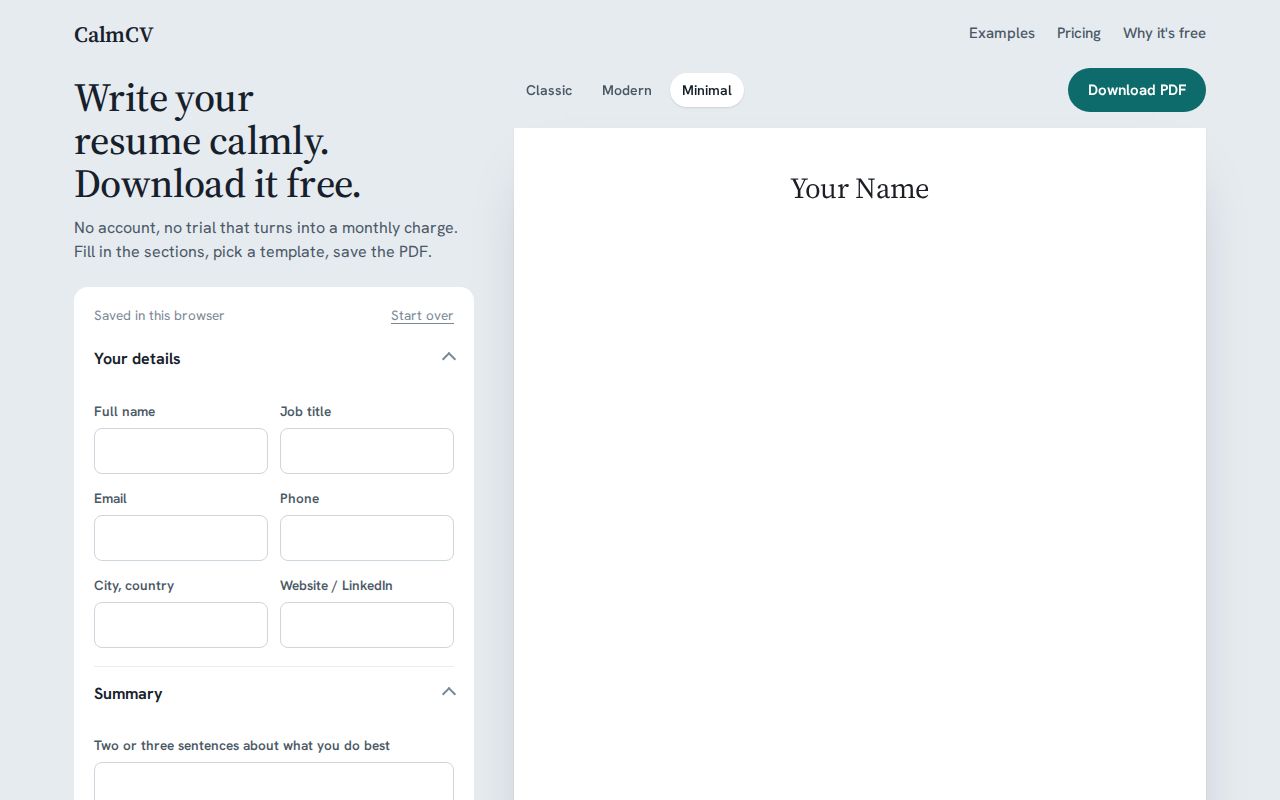 CalmCV
Examples
Pricing
Why it's free
Write your
resume calmly.
Download it free.
No account, no trial that turns into a monthly charge.
Fill in the sections, pick a template, save the PDF.
Saved in this browser
Start over
Your details
Full name
Job title
Email
Phone
City, country
Website / LinkedIn
Summary
Two or three sentences about what you do best
Classic
Modern
Minimal
Download PDF
Your Name